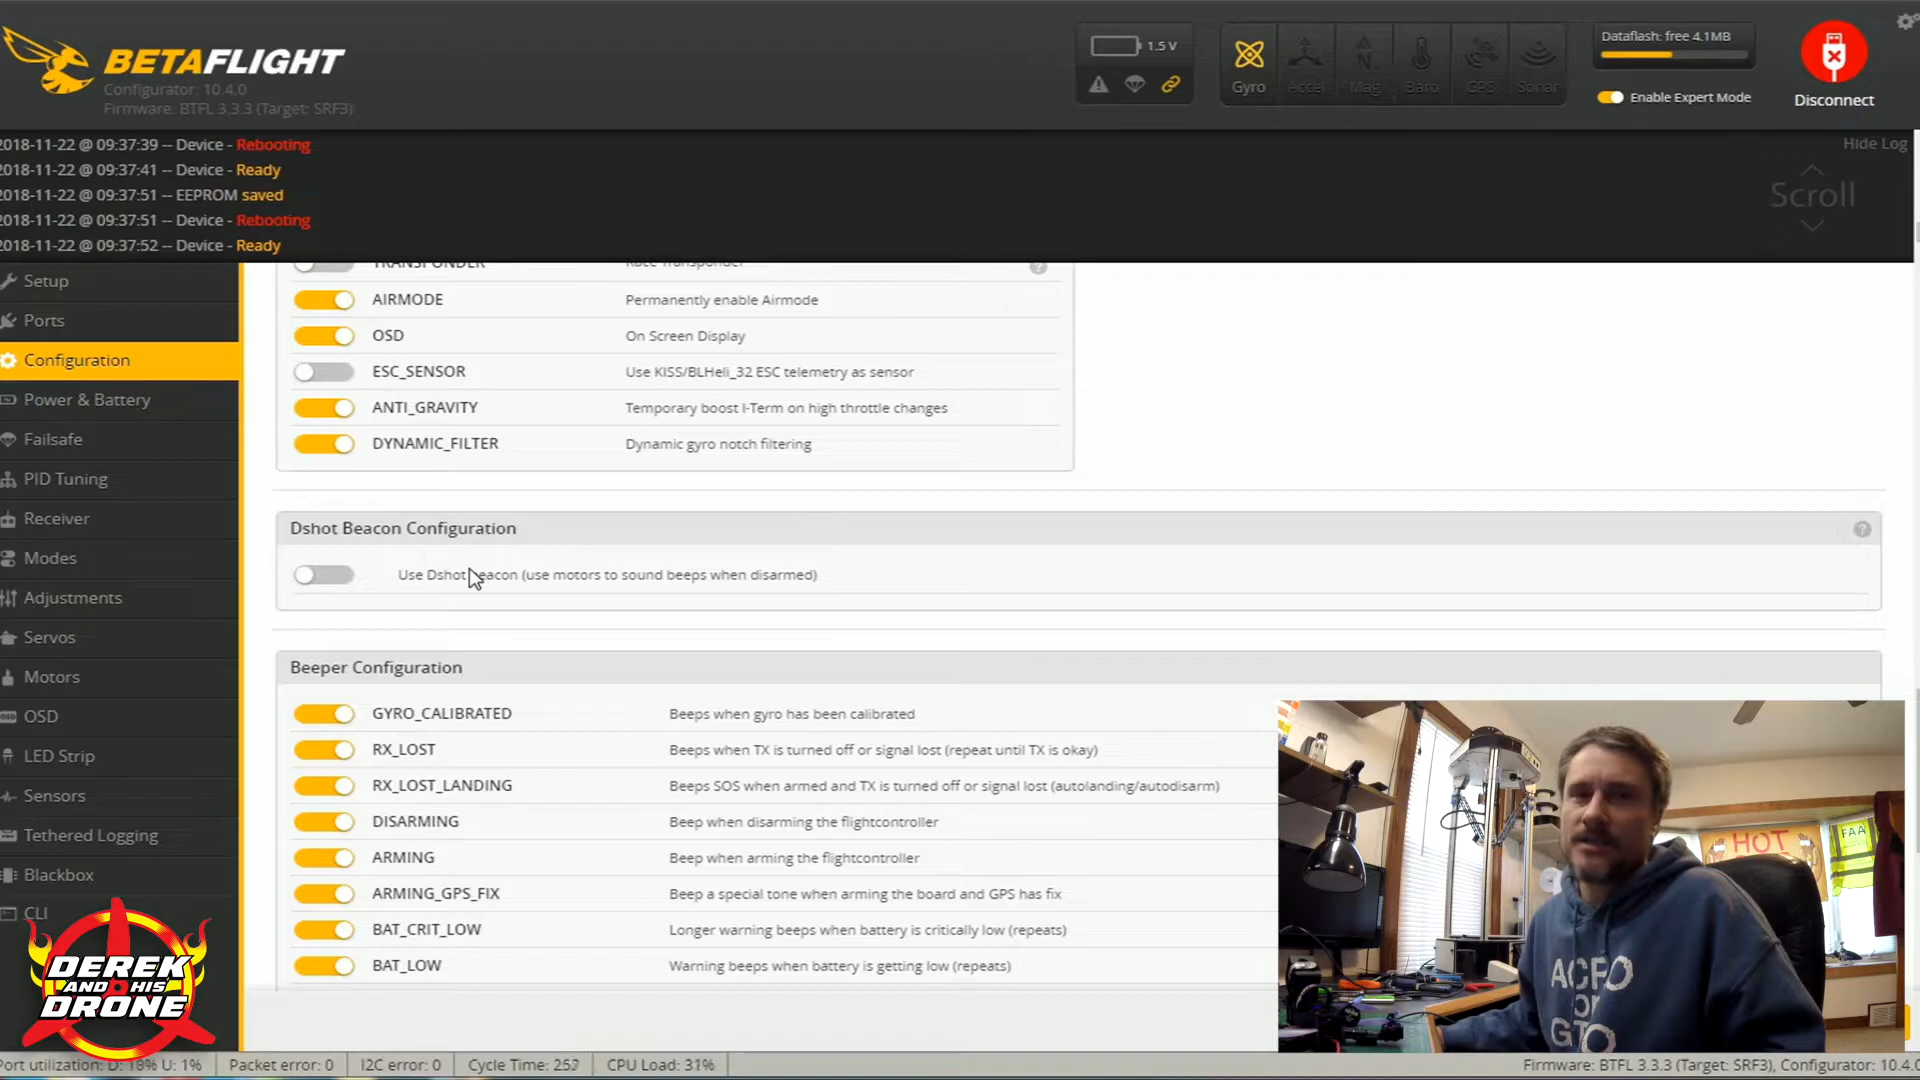 BETAFLIGHT
Configurator: 10.4.0
Firmware: BTFL 3.3.3 (Target: SRF3)
1.5 V
Gyro
Accel
Mag
Baro
GPS
Sonar
Dataflash: free 4.1MB
Enable Expert Mode
Disconnect
2018-11-22 @ 09:37:39 -- Device - Rebooting
2018-11-22 @ 09:37:41 -- Device - Ready
2018-11-22 @ 09:37:51 -- EEPROM saved
2018-11-22 @ 09:37:51 -- Device - Rebooting
2018-11-22 @ 09:37:52 -- Device - Ready
Hide Log
Scroll
Setup
Ports
Configuration
Power & Battery
Failsafe
PID Tuning
Receiver
Modes
Adjustments
Servos
Motors
OSD
LED Strip
Sensors
Tethered Logging
Blackbox
CLI
TRANSPONDER Race Transponder
AIRMODE Permanently enable Airmode
OSD On Screen Display
ESC_SENSOR Use KISS/BLHeli_32 ESC telemetry as sensor
ANTI_GRAVITY Temporary boost I-Term on high throttle changes
DYNAMIC_FILTER Dynamic gyro notch filtering
Dshot Beacon Configuration
Use Dshot Beacon (use motors to sound beeps when disarmed)
Beeper Configuration
GYRO_CALIBRATED Beeps when gyro has been calibrated
RX_LOST Beeps when TX is turned off or signal lost (repeat until TX is okay)
RX_LOST_LANDING Beeps SOS when armed and TX is turned off or signal lost (autolanding/autodisarm)
DISARMING Beep when disarming the flightcontroller
ARMING Beep when arming the flightcontroller
ARMING_GPS_FIX Beep a special tone when arming the board and GPS has fix
BAT_CRIT_LOW Longer warning beeps when battery is critically low (repeats)
BAT_LOW Warning beeps when battery is getting low (repeats)
DEREK
AND HIS
DRONE
HOT
FAA
ACRO
OR
GTO
Port utilization: D: 18% U: 1%
Packet error: 0
I2C error: 0
Cycle Time: 252
CPU Load: 31%
Firmware: BTFL 3.3.3 (Target: SRF3), Configurator: 10.4.0